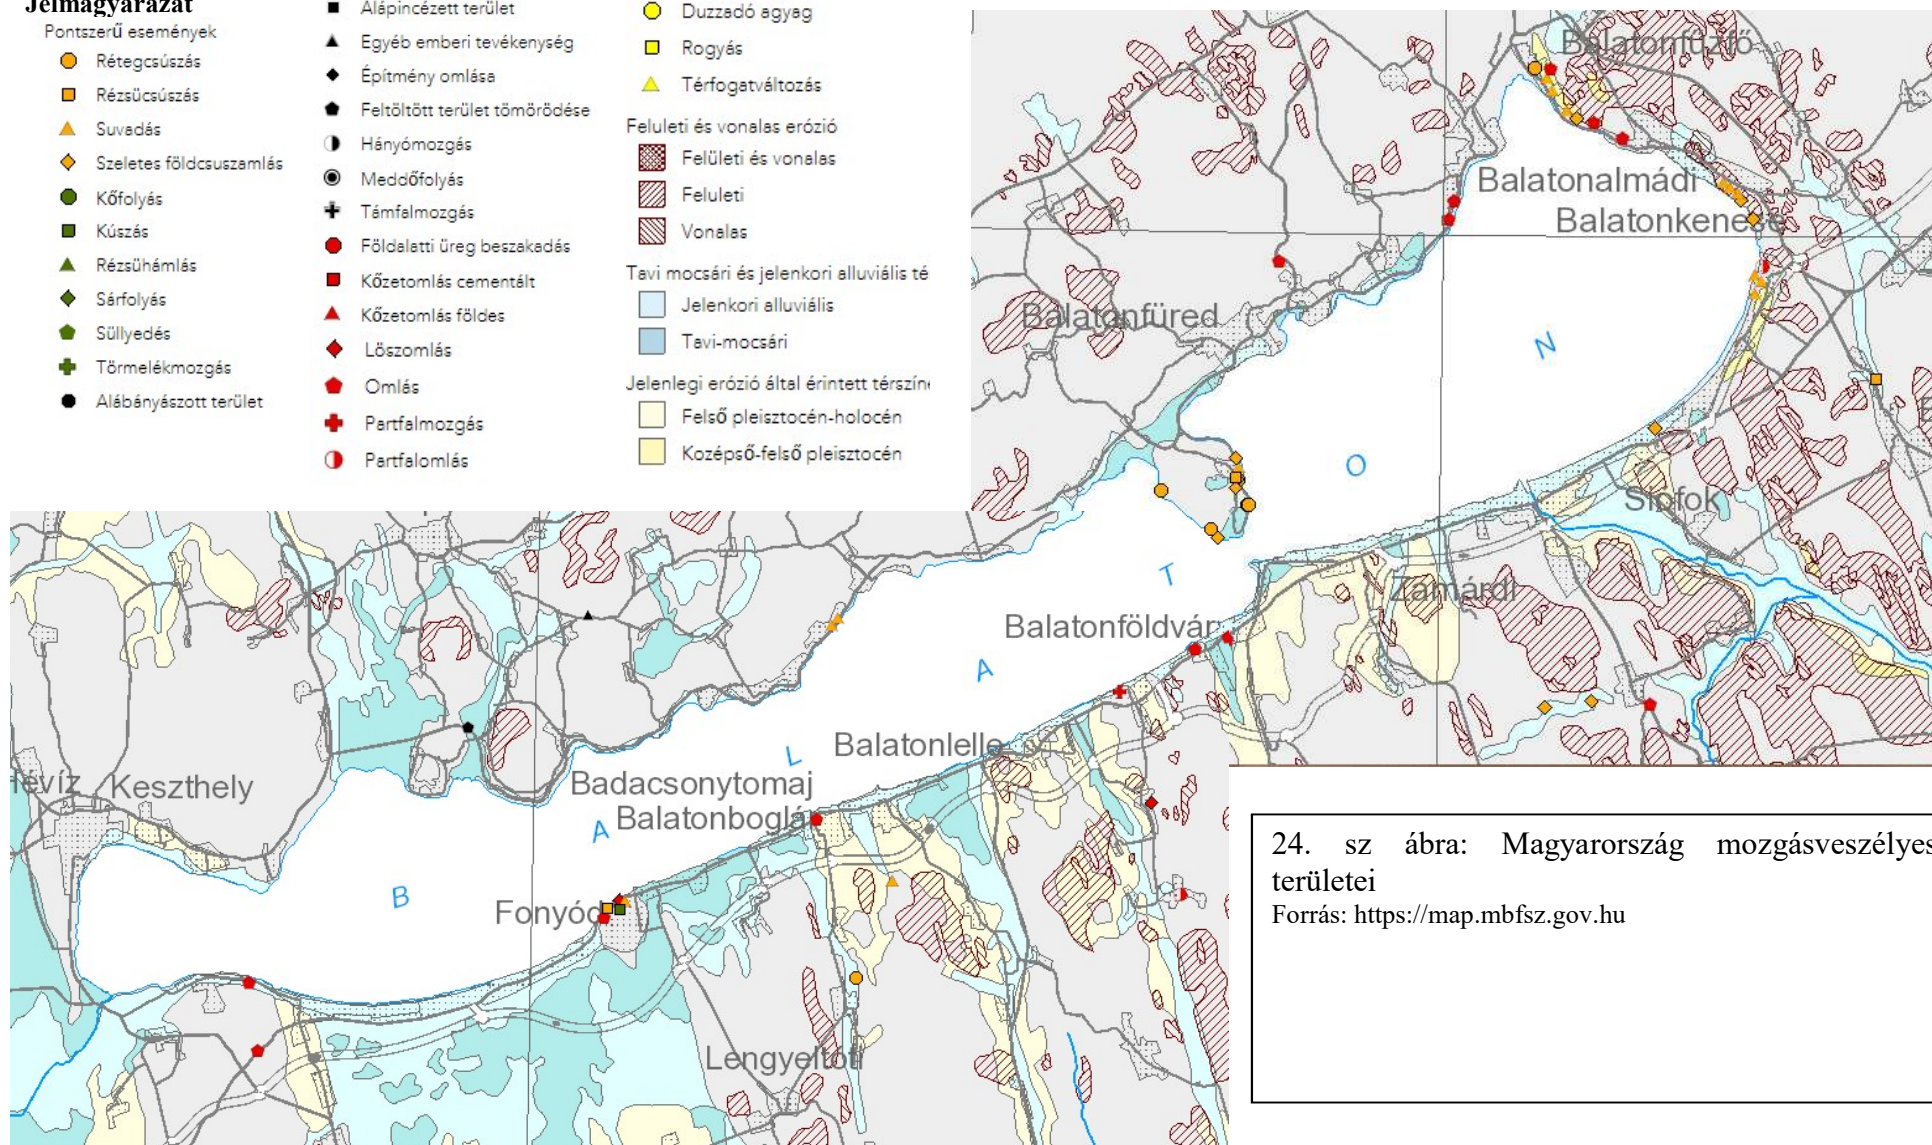 Jelmagyarázat
Pontszerű események
Rétegcsúszás
Rézsücsúszás
Suvadás
Szeletes földcsuszamlás
Kőfolyás
Kúszás
Rézsühámlás
Sárfolyás
Süllyedés
Törmelékmozgás
Alábányászott terület
Alápincézett terület
Egyéb emberi tevékenység
Építmény omlása
Feltöltött terület tömörödése
Hányómozgás
Meddőfolyás
Támfalmozgás
Földalatti üreg beszakadás
Kőzetomlás cementált
Kőzetomlás földes
Löszomlás
Omlás
Partfalmozgás
Partfalomlás
Duzzadó agyag
Rogyás
Térfogatváltozás
Feluleti és vonalas erózió
Felületi és vonalas
Feluleti
Vonalas
Tavi mocsári és jelenkori alluviális té
Jelenkori alluviális
Tavi-mocsári
Jelenlegi erózió által érintett térszín
Felső pleisztocén-holocén
Középső-felső pleisztocén
Balatonfűzfő
Balatonalmádi
Balatonkenese
Balatonfüred
N
O
Siófok
T
Zamárdi
Balatonföldvár
A
L
Balatonlelle
Badacsonytomaj
A
Balatonboglár
Hévíz
Keszthely
B
Fonyód
Lengyeltóti
24. sz ábra: Magyarország mozgásveszélyes
területei
Forrás: https://map.mbfsz.gov.hu